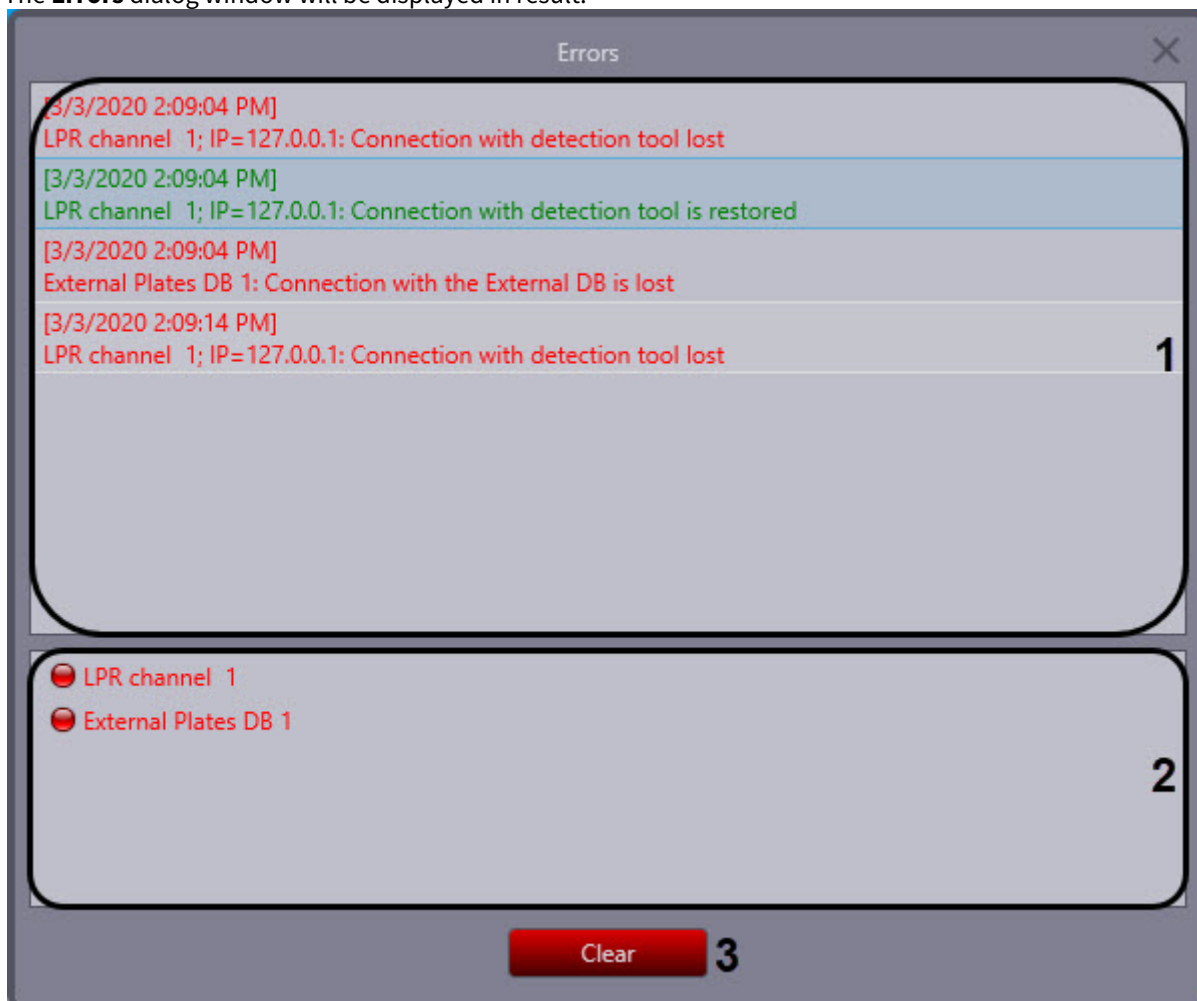 The Errors dialog window will be displayed in result.
Errors
[3/3/2020 2:09:04 PM]
LPR channel  1; IP=127.0.0.1: Connection with detection tool lost
[3/3/2020 2:09:04 PM]
LPR channel  1; IP=127.0.0.1: Connection with detection tool is restored
[3/3/2020 2:09:04 PM]
External Plates DB 1: Connection with the External DB is lost
[3/3/2020 2:09:14 PM]
LPR channel  1; IP=127.0.0.1: Connection with detection tool lost
1
LPR channel  1
External Plates DB 1
2
Clear
3